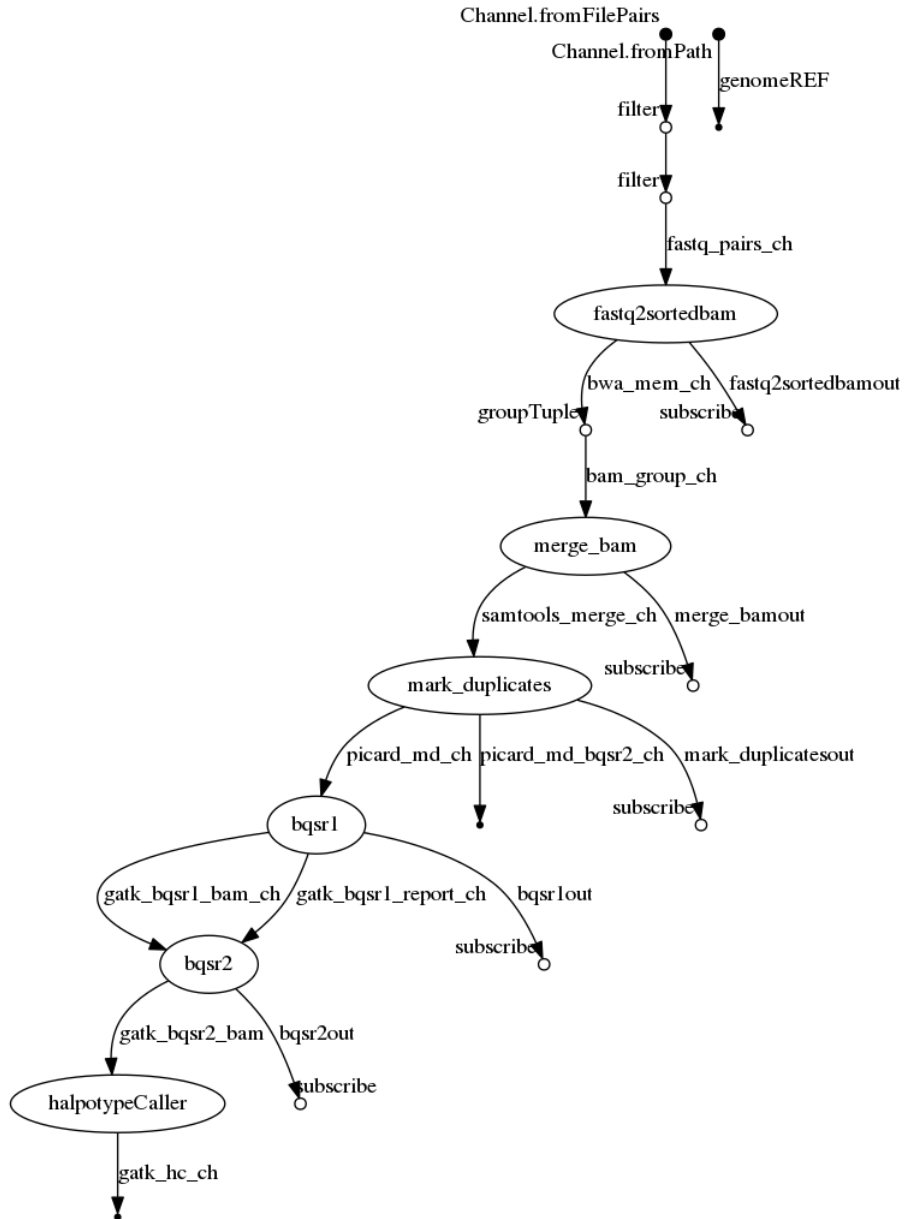 Channel.fromFilePairs
Channel.fromPath
genomeREF
filter
filter
fastq_pairs_ch
fastq2sortedbam
bwa_mem_ch
fastq2sortedbamout
groupTuple
subscribe
bam_group_ch
merge_bam
samtools_merge_ch
merge_bamout
subscribe
mark_duplicates
picard_md_ch
picard_md_bqsr2_ch
mark_duplicatesout
subscribe
bqsr1
gatk_bqsr1_bam_ch
gatk_bqsr1_report_ch
bqsr1out
subscribe
bqsr2
gatk_bqsr2_bam
bqsr2out
subscribe
halpotypeCaller
gatk_hc_ch